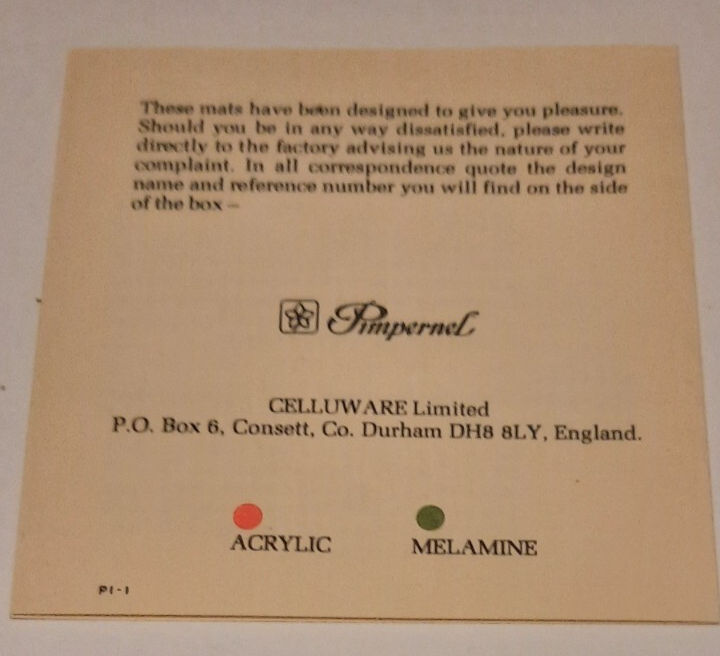 These mats have been designed to give you pleasure.
Should you be in any way dissatisfied, please write
directly to the factory advising us the nature of your
complaint. In all correspondence quote the design
name and reference number you will find on the side
of the box –
Pimpernel
CELLUWARE Limited
P.O. Box 6, Consett, Co. Durham DH8 8LY, England.
ACRYLIC MELAMINE
PI-1